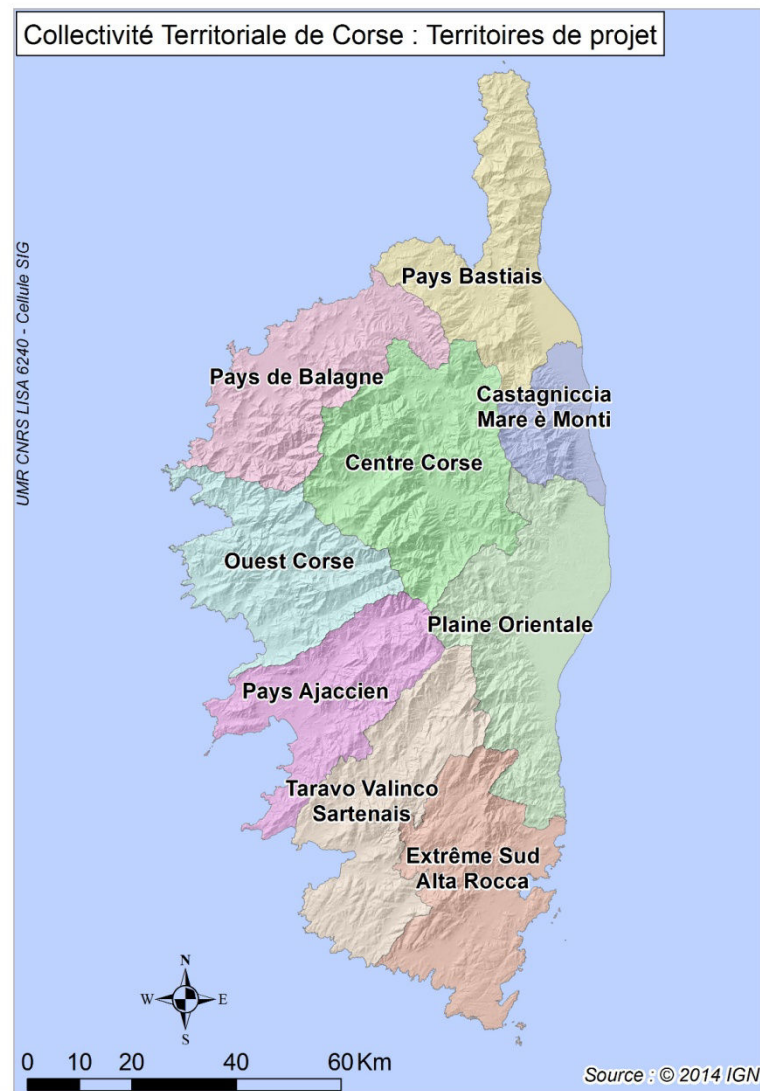 Collectivité Territoriale de Corse : Territoires de projet
UMR CNRS LISA 6240 - Cellule SIG
Pays Bastiais
Pays de Balagne
Castagniccia
Mare è Monti
Centre Corse
Ouest Corse
Plaine Orientale
Pays Ajaccien
Taravo Valinco
Sartenais
Extrême Sud
Alta Rocca
N
W E
S
0 10 20 40 60 Km
Source : © 2014 IGN